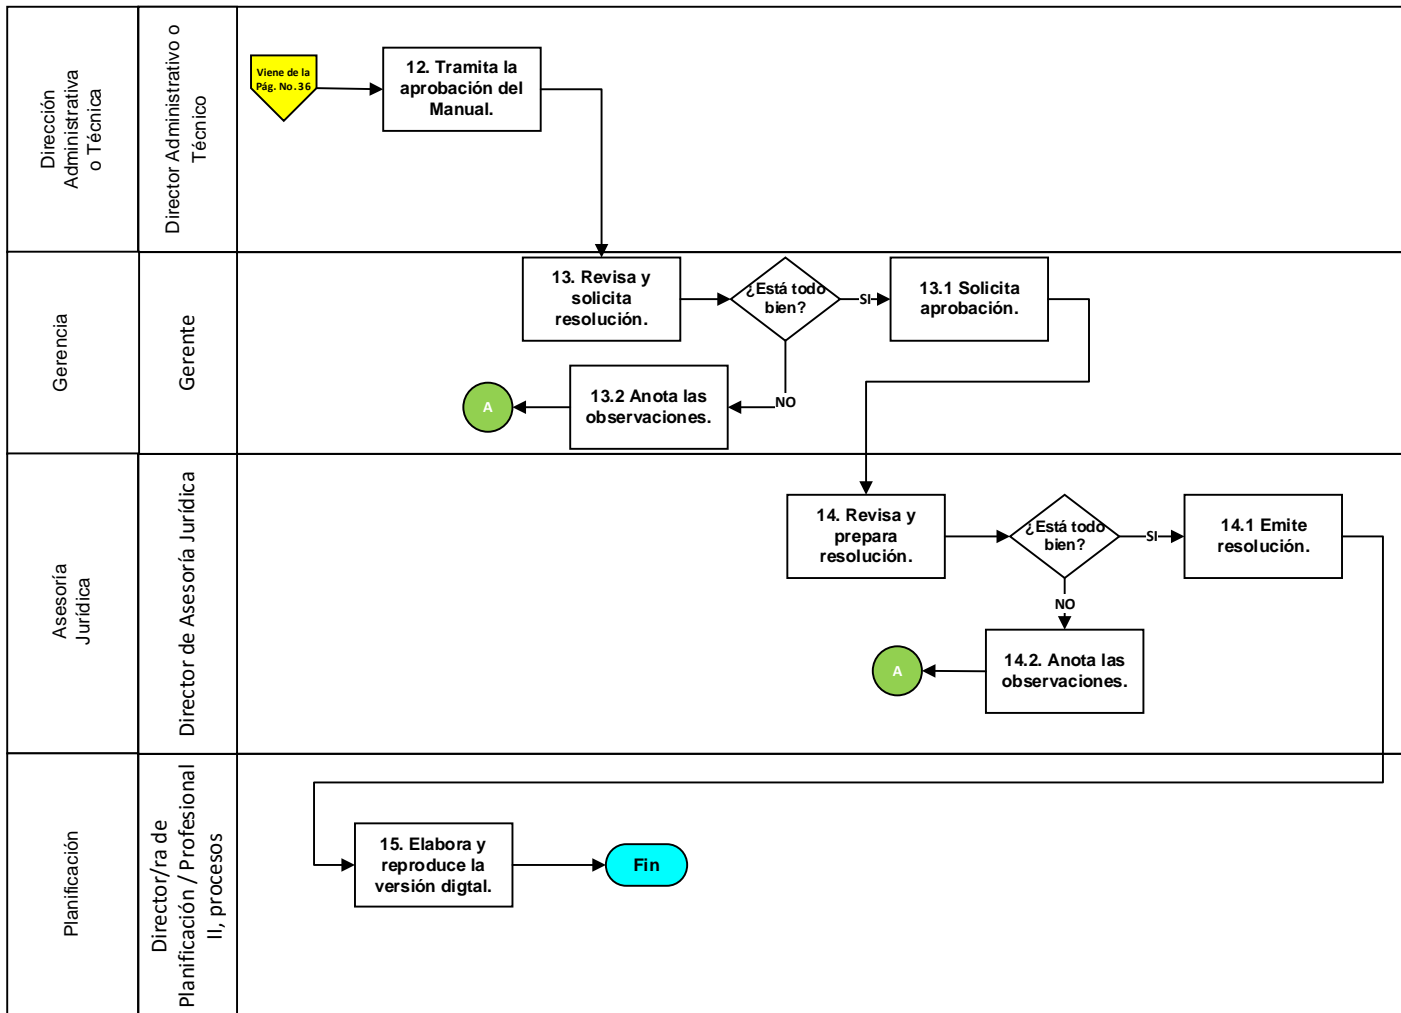 Dirección
Administrativa
o Técnica
Director Administrativo o
Técnico
Viene de la
Pág. No. 36
12. Tramita la
aprobación del
Manual.
Gerencia
Gerente
13. Revisa y
solicita
resolución.
¿Está todo
bien?
SI
13.1 Solicita
aprobación.
NO
13.2 Anota las
observaciones.
A
Asesoría
Jurídica
Director de Asesoría Jurídica
14. Revisa y
prepara
resolución.
¿Está todo
bien?
SI
14.1 Emite
resolución.
NO
14.2. Anota las
observaciones.
A
Planificación
Director/ra de
Planificación / Profesional
II, procesos
15. Elabora y
reproduce la
versión digtal.
Fin